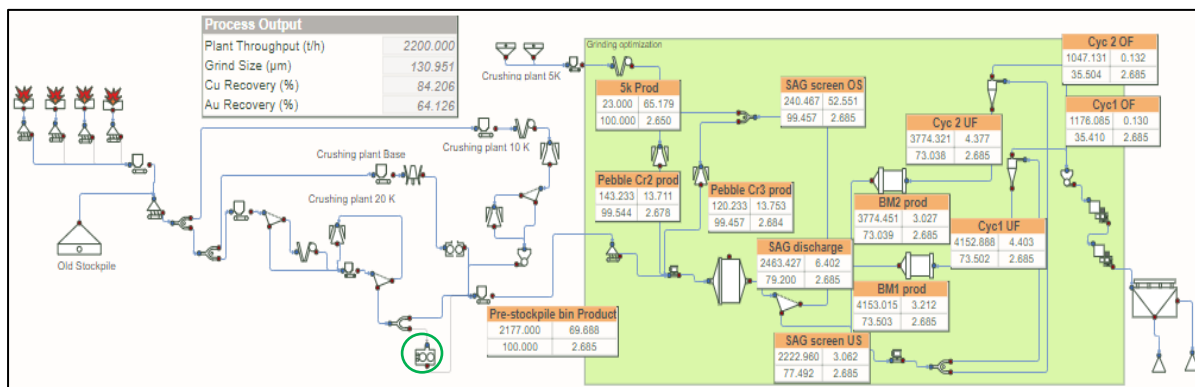 Process Output
Plant Throughput (t/h) 2200.000
Grind Size (µm) 130.951
Cu Recovery (%) 84.206
Au Recovery (%) 64.126
Crushing plant 5K
Grinding optimization
Cyc 2 OF
1047.131 0.132
35.504 2.685
5k Prod
23.000 65.179
100.000 2.650
SAG screen OS
240.467 52.551
99.457 2.685
Cyc1 OF
1176.085 0.130
35.410 2.685
Cyc 2 UF
3774.321 4.377
73.038 2.685
Crushing plant 10 K
Crushing plant Base
Pebble Cr2 prod
143.233 13.711
99.544 2.678
Pebble Cr3 prod
120.233 13.753
99.457 2.684
BM2 prod
3774.451 3.027
73.039 2.685
Crushing plant 20 K
Cyc1 UF
4152.888 4.403
73.502 2.685
Old Stockpile
SAG discharge
2463.427 6.402
79.200 2.685
BM1 prod
4153.015 3.212
73.503 2.685
Pre-stockpile bin Product
2177.000 69.688
100.000 2.685
SAG screen US
2222.960 3.062
77.492 2.685